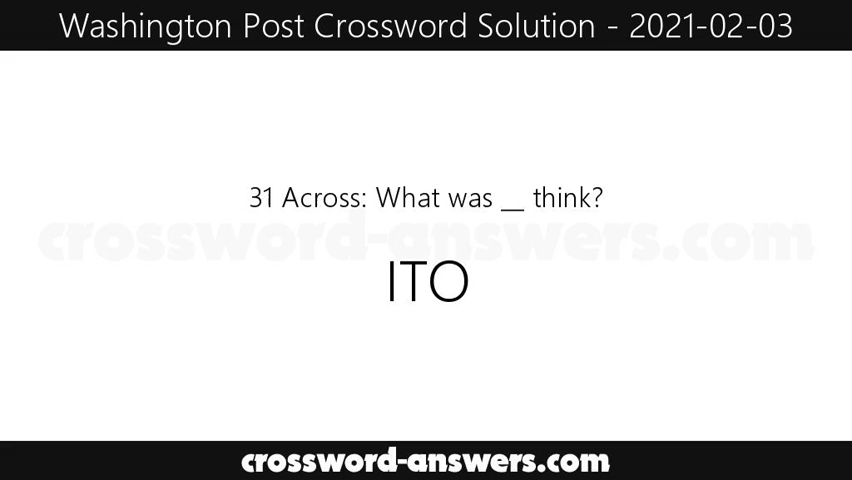 Washington Post Crossword Solution - 2021-02-03
31 Across: What was __ think?
crossword-answers.com
ITO
crossword-answers.com